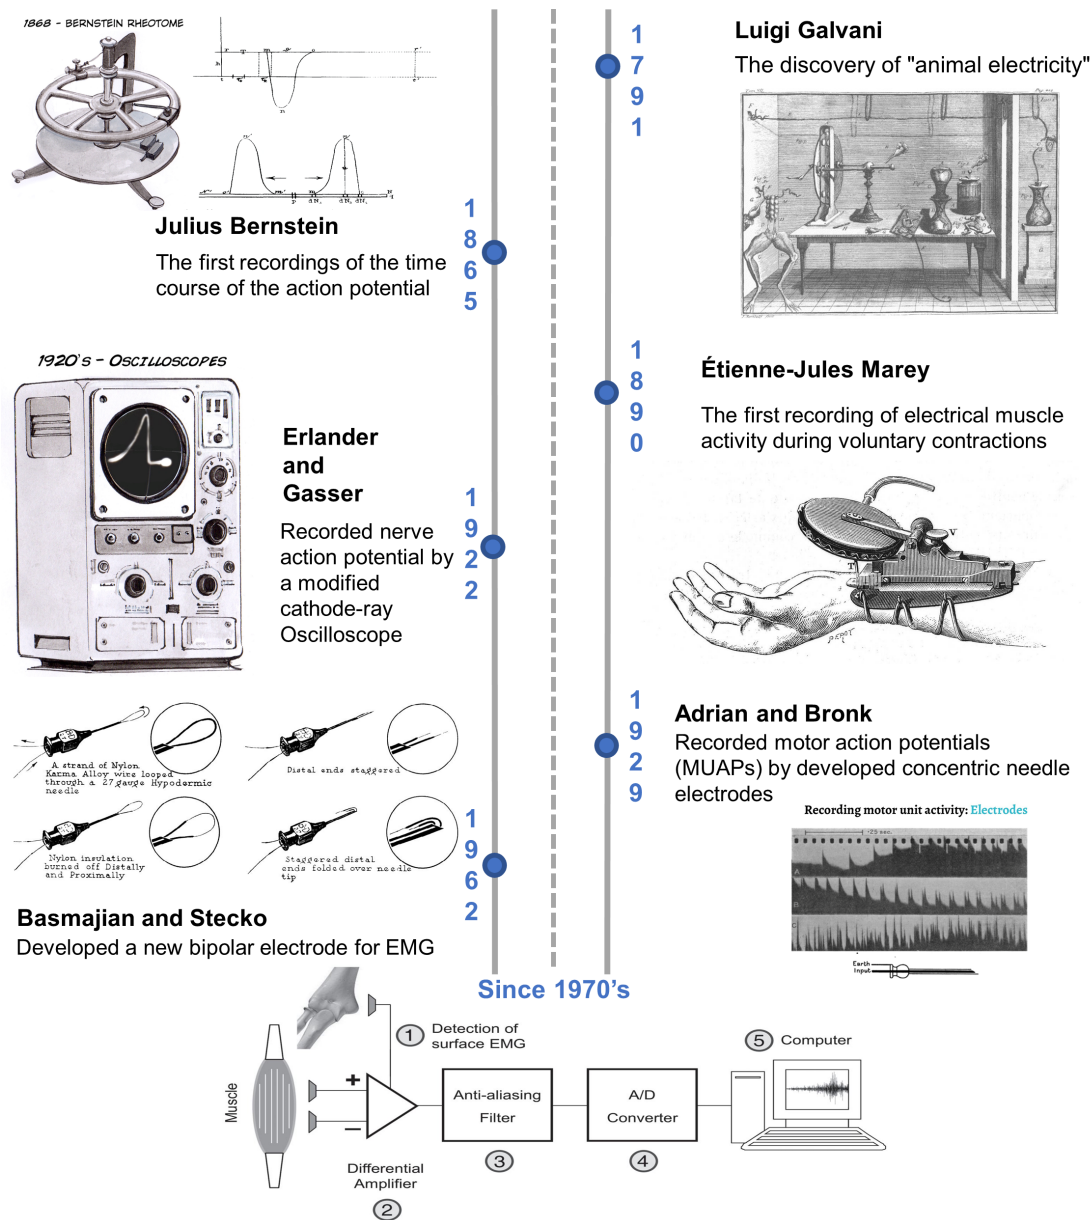 1868 - BERNSTEIN RHEOTOME
Julius Bernstein
The first recordings of the time
course of the action potential
1
8
6
5
1
7
9
1
Luigi Galvani
The discovery of "animal electricity"
1920's - OSCILLOSCOPES
Erlander
and
Gasser
Recorded nerve
action potential by
a modified
cathode-ray
Oscilloscope
1
9
2
2
1
8
9
0
Étienne-Jules Marey
The first recording of electrical muscle
activity during voluntary contractions
V
T
A strand of Nylon
Karma Alloy wire looped
through a 27 gauge Hypodermic
needle
Distal ends staggered
Nylon insulation
burned off Distally
and Proximally
Staggered distal
ends folded over needle
tip
1
9
6
2
Basmajian and Stecko
Developed a new bipolar electrode for EMG
1
9
2
9
Adrian and Bronk
Recorded motor action potentials
(MUAPs) by developed concentric needle
electrodes
Recording motor unit activity: Electrodes
A
B
C
Earth
Input
Since 1970's
1 Detection of
surface EMG
Muscle
+
−
Differential
Amplifier
2
Anti-aliasing
Filter
3
A/D
Converter
4
5 Computer